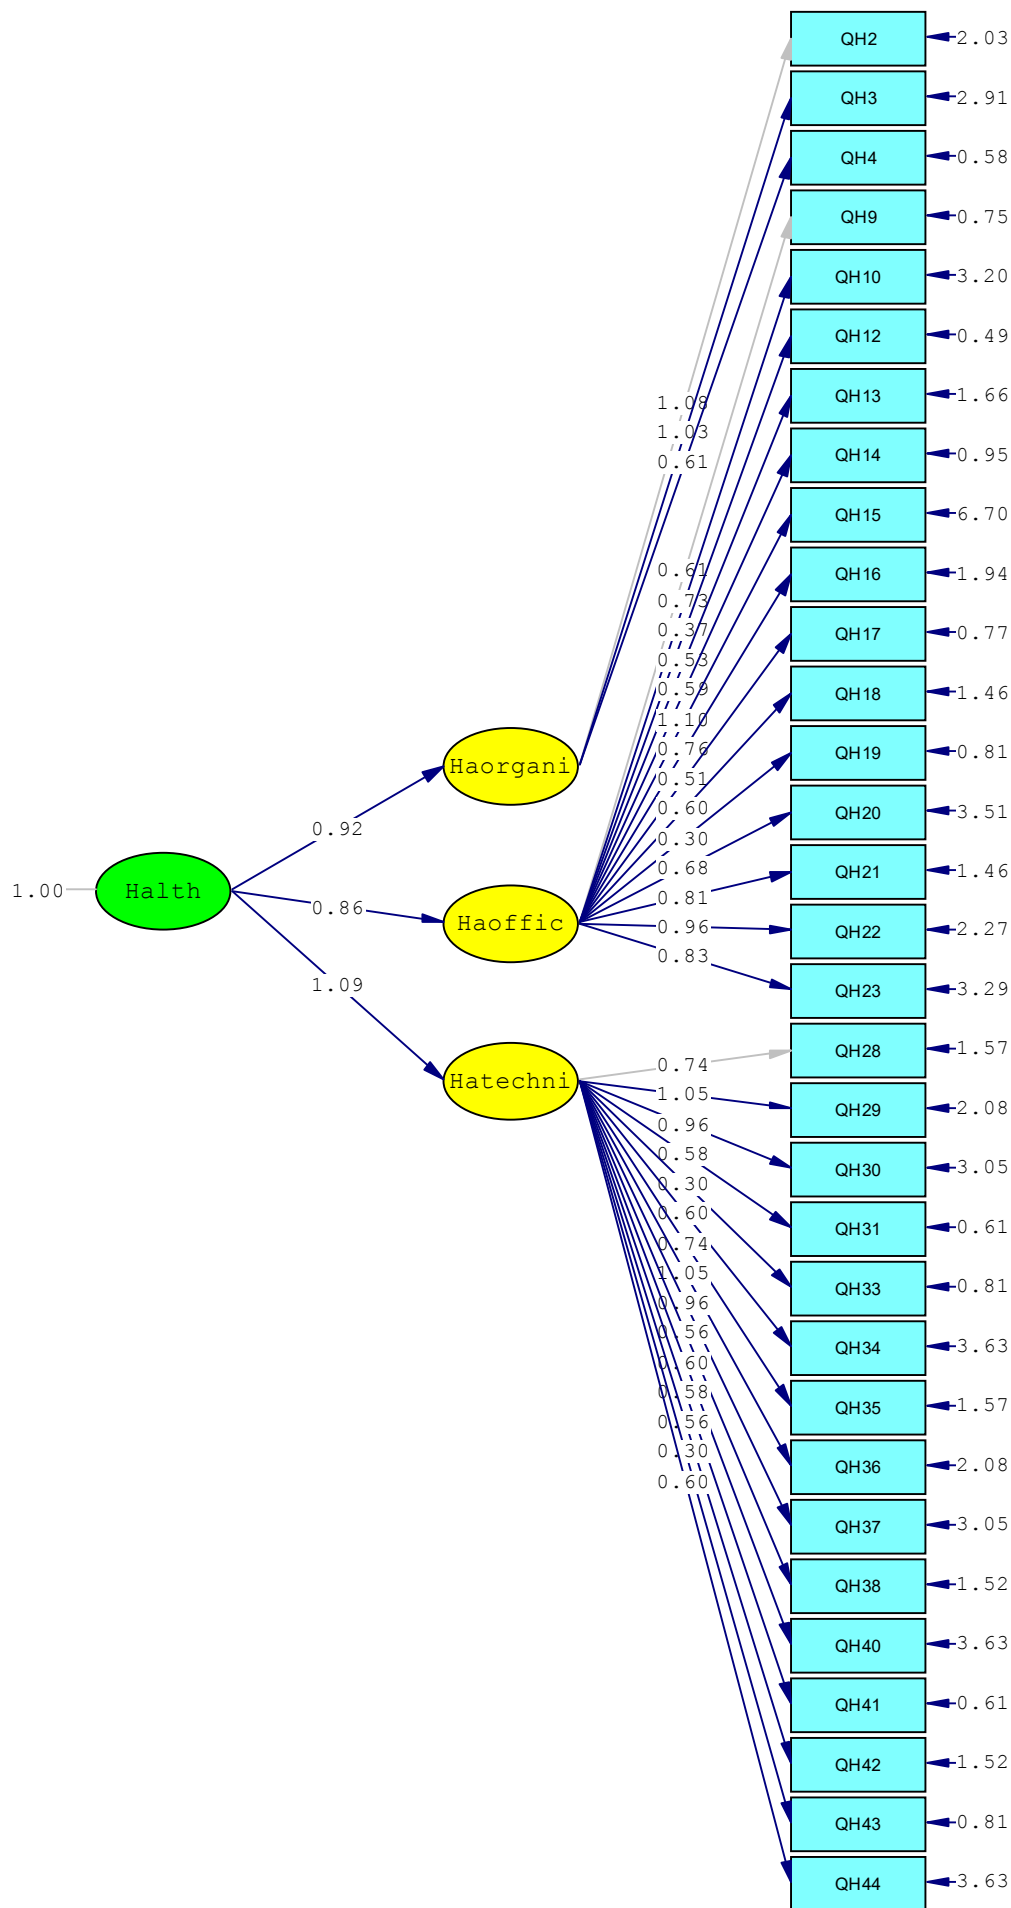 QH2 2.03
QH3 2.91
QH4 0.58
QH9 0.75
QH10 3.20
QH12 0.49
QH13 1.66
QH14 0.95
QH15 6.70
QH16 1.94
QH17 0.77
QH18 1.46
QH19 0.81
QH20 3.51
QH21 1.46
QH22 2.27
QH23 3.29
QH28 1.57
QH29 2.08
QH30 3.05
QH31 0.61
QH33 0.81
QH34 3.63
QH35 1.57
QH36 2.08
QH37 3.05
QH38 1.52
QH40 3.63
QH41 0.61
QH42 1.52
QH43 0.81
QH44 3.63
1.08
1.03
0.61
0.61
0.73
0.37
0.53
0.59
1.10
0.76
0.51
0.60
0.30
0.68
0.81
0.96
0.83
0.74
1.05
0.96
0.58
0.30
0.60
0.74
1.05
0.96
0.56
0.60
0.58
0.56
0.30
0.60
Haorgani
Haoffic
Hatechni
0.92
0.86
1.09
1.00
Halth